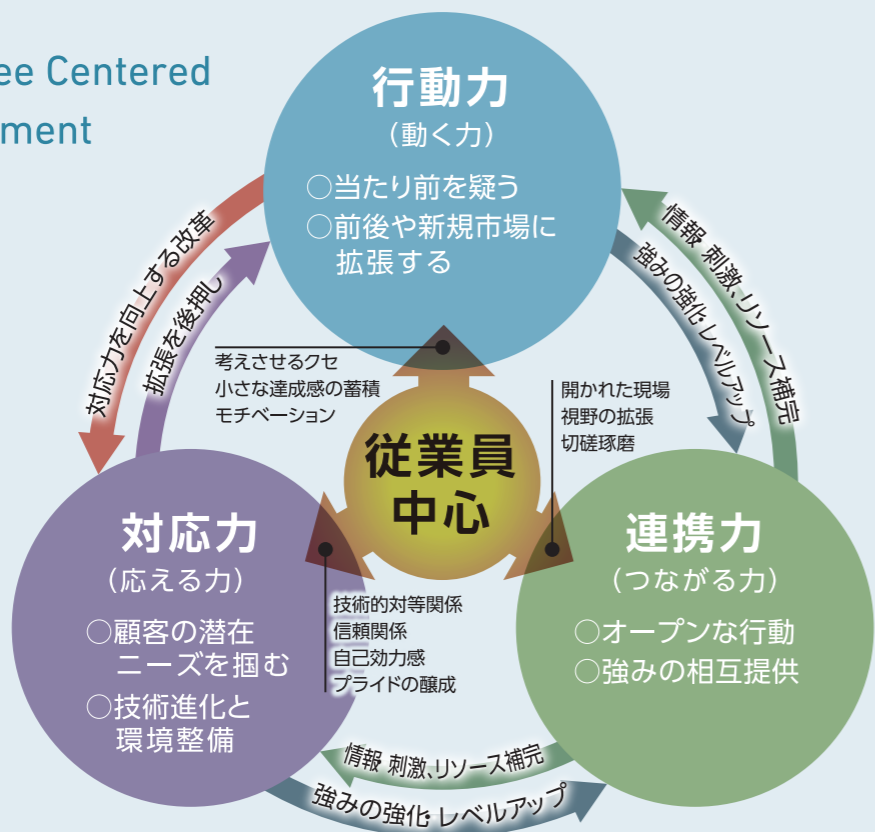 ee Centered
ment
行動力
(動く力)
○当たり前を疑う
○前後や新規市場に
拡張する
対応力を向上する改革
拡張を後押し
情報 刺激、リソース補完
強みの強化・レベルアップ
考えさせるクセ
小さな達成感の蓄積
モチベーション
開かれた現場
視野の拡張
切磋琢磨
従業員
中心
対応力
(応える力)
○顧客の潜在
ニーズを掴む
○技術進化と
環境整備
技術的対等関係
信頼関係
自己効力感
プライドの醸成
連携力
(つながる力)
○オープンな行動
○強みの相互提供
情報 刺激、リソース補完
強みの強化・レベルアップ